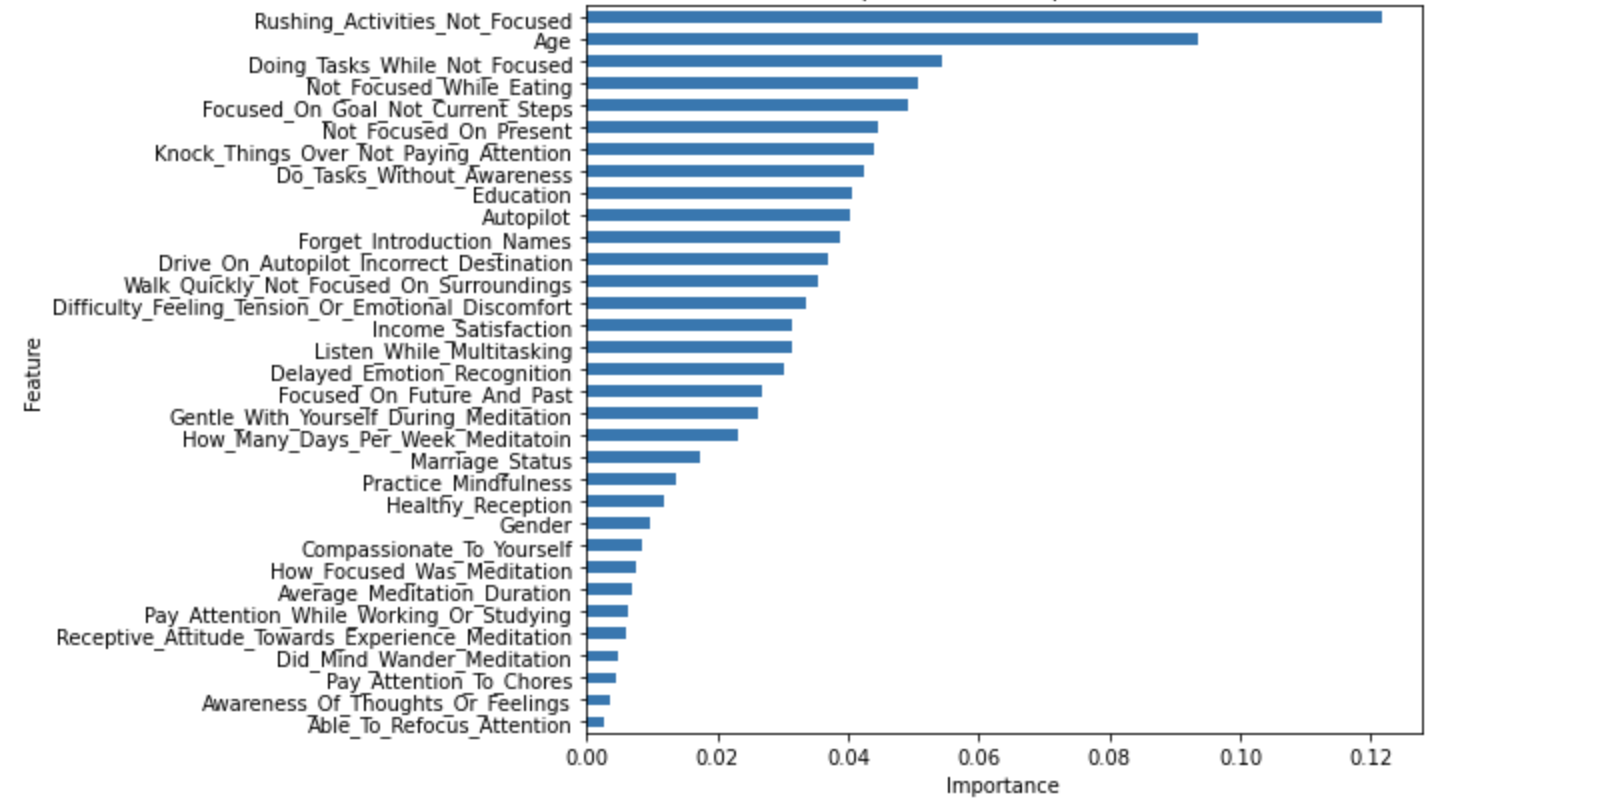 Rushing_Activities_Not_Focused
Age
Doing_Tasks_While_Not_Focused
Not_Focused_While_Eating
Focused_On_Goal_Not_Current_Steps
Not_Focused_On_Present
Knock_Things_Over_Not_Paying_Attention
Do_Tasks_Without_Awareness
Education
Autopilot
Forget_Introduction_Names
Drive_On_Autopilot_Incorrect_Destination
Walk_Quickly_Not_Focused_On_Surroundings
Difficulty_Feeling_Tension_Or_Emotional_Discomfort
Income_Satisfaction
Listen_While_Multitasking
Delayed_Emotion_Recognition
Focused_On_Future_And_Past
Gentle_With_Yourself_During_Meditation
How_Many_Days_Per_Week_Meditatoin
Marriage_Status
Practice_Mindfulness
Healthy_Reception
Gender
Compassionate_To_Yourself
How_Focused_Was_Meditation
Average_Meditation_Duration
Pay_Attention_While_Working_Or_Studying
Receptive_Attitude_Towards_Experience_Meditation
Did_Mind_Wander_Meditation
Pay_Attention_To_Chores
Awareness_Of_Thoughts_Or_Feelings
Able_To_Refocus_Attention
Feature
0.00 0.02 0.04 0.06 0.08 0.10 0.12
Importance